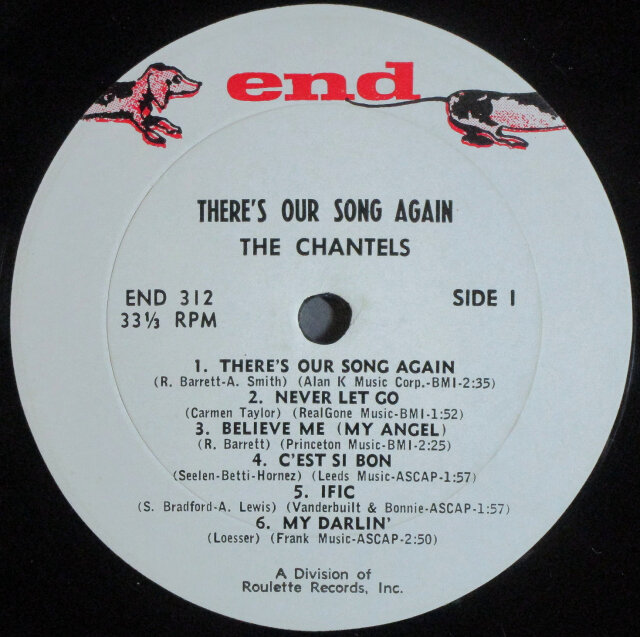 end
THERE'S OUR SONG AGAIN
THE CHANTELS
END 312
33⅓ RPM
SIDE 1
1. THERE'S OUR SONG AGAIN
(R. Barrett-A. Smith) (Alan K Music Corp.-BMI-2:35)
2. NEVER LET GO
(Carmen Taylor) (RealGone Music-BMI-1:52)
3. BELIEVE ME (MY ANGEL)
(R. Barrett) (Princeton Music-BMI-2:25)
4. C'EST SI BON
(Seelen-Betti-Hornez) (Leeds Music-ASCAP-1:57)
5. IFIC
(S. Bradford-A. Lewis) (Vanderbuilt & Bonnie-ASCAP-1:57)
6. MY DARLIN'
(Loesser) (Frank Music-ASCAP-2:50)
A Division of
Roulette Records, Inc.